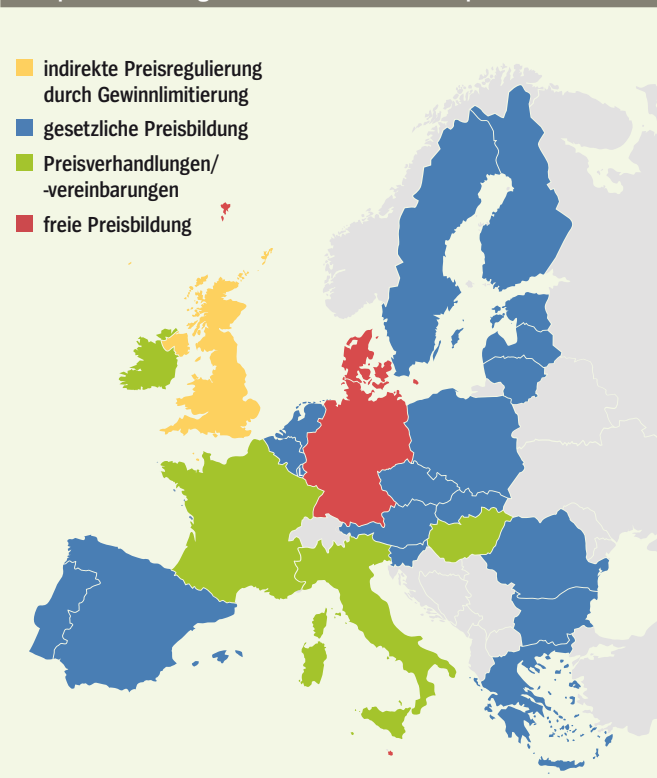 indirekte Preisregulierung
durch Gewinnlimitierung
gesetzliche Preisbildung
Preisverhandlungen/
-vereinbarungen
freie Preisbildung